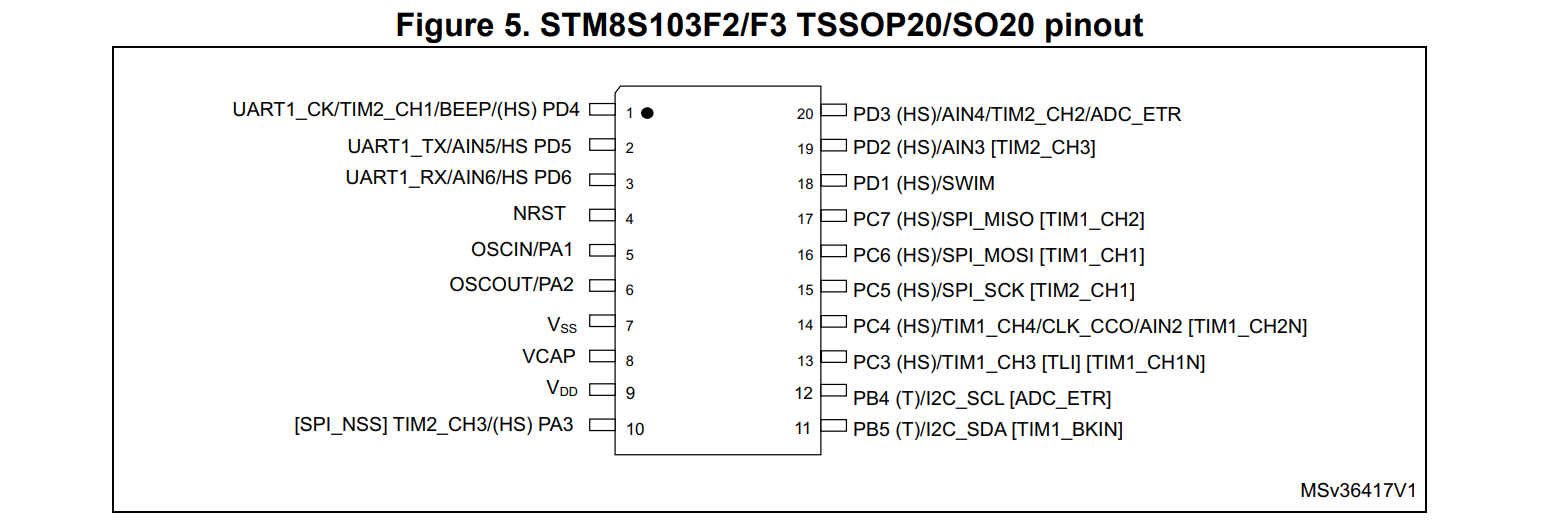 Figure 5. STM8S103F2/F3 TSSOP20/SO20 pinout
UART1_CK/TIM2_CH1/BEEP/(HS) PD4 1 20 PD3 (HS)/AIN4/TIM2_CH2/ADC_ETR
UART1_TX/AIN5/HS PD5 2 19 PD2 (HS)/AIN3 [TIM2_CH3]
UART1_RX/AIN6/HS PD6 3 18 PD1 (HS)/SWIM
NRST 4 17 PC7 (HS)/SPI_MISO [TIM1_CH2]
OSCIN/PA1 5 16 PC6 (HS)/SPI_MOSI [TIM1_CH1]
OSCOUT/PA2 6 15 PC5 (HS)/SPI_SCK [TIM2_CH1]
VSS 7 14 PC4 (HS)/TIM1_CH4/CLK_CCO/AIN2 [TIM1_CH2N]
VCAP 8 13 PC3 (HS)/TIM1_CH3 [TLI] [TIM1_CH1N]
VDD 9 12 PB4 (T)/I2C_SCL [ADC_ETR]
[SPI_NSS] TIM2_CH3/(HS) PA3 10 11 PB5 (T)/I2C_SDA [TIM1_BKIN]
MSv36417V1